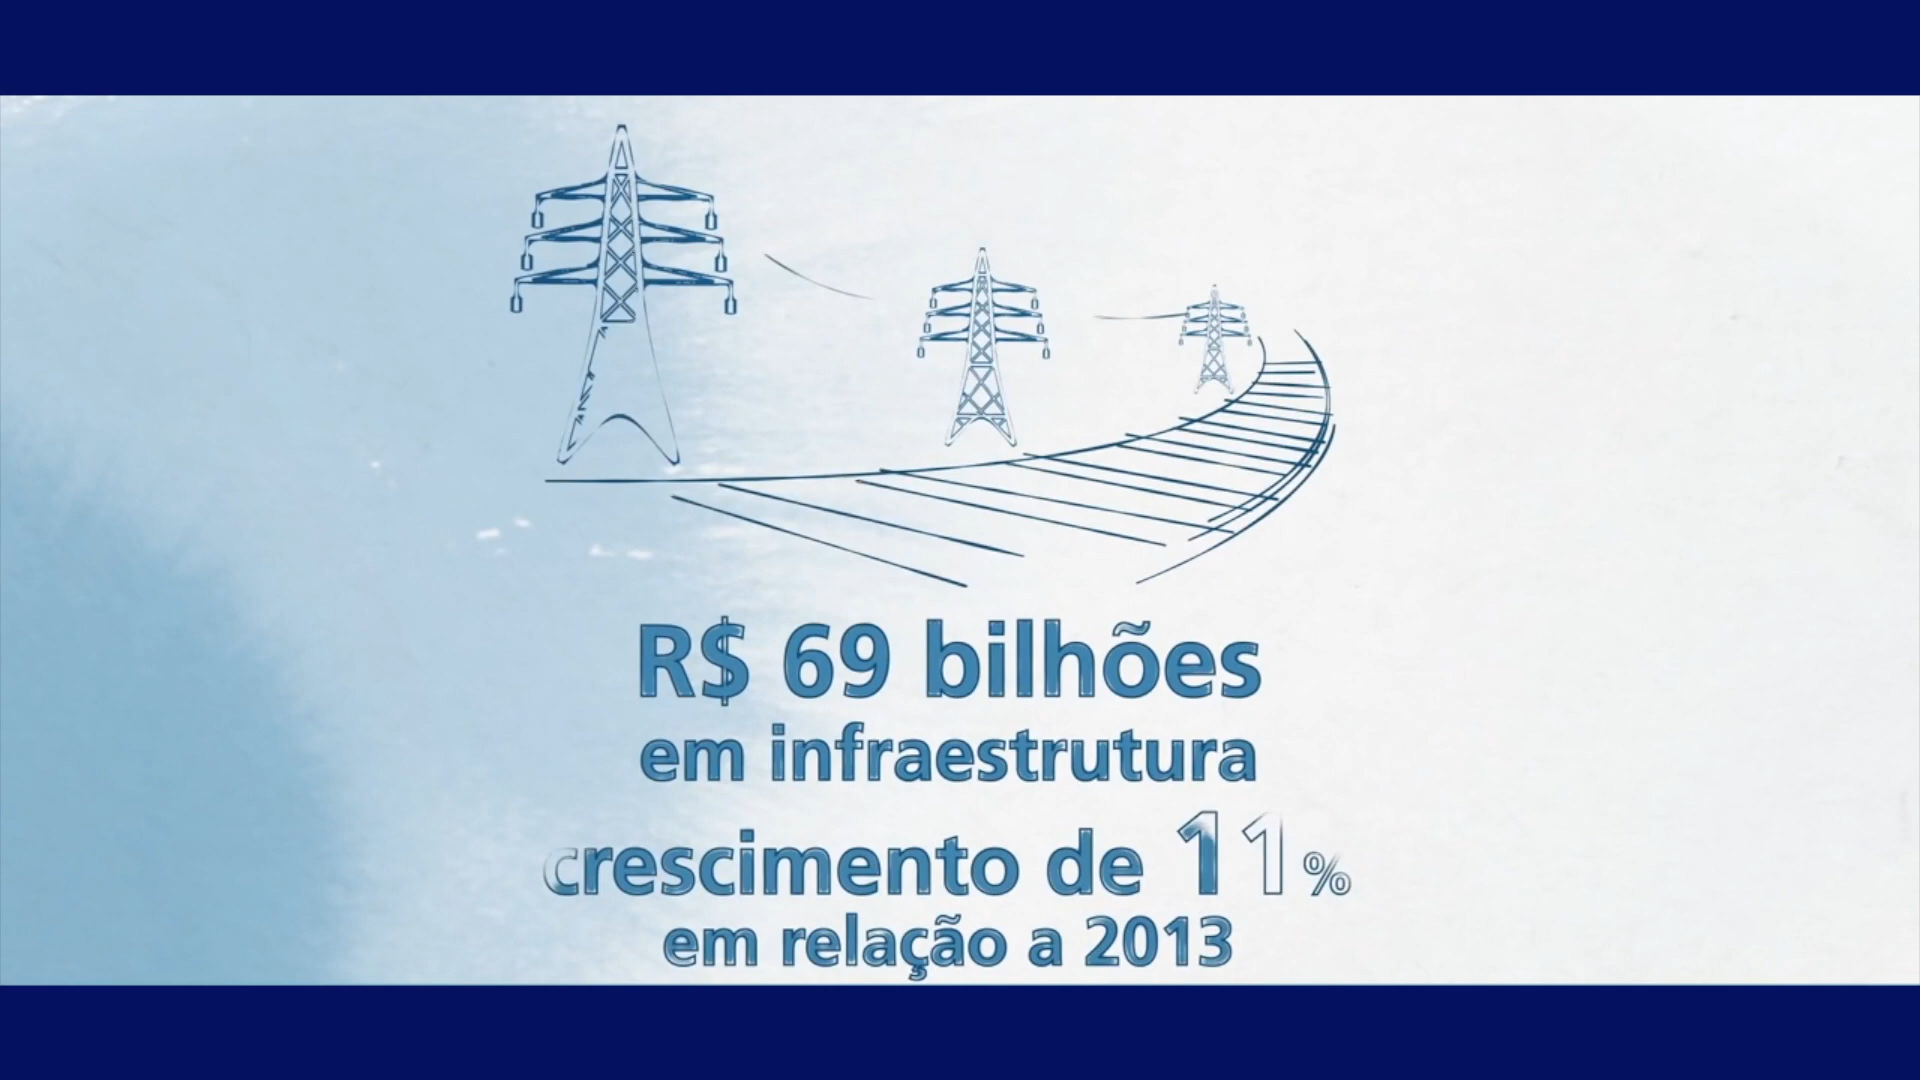 R$ 69 bilhões
em infraestrutura
crescimento de 11%
em relação a 2013